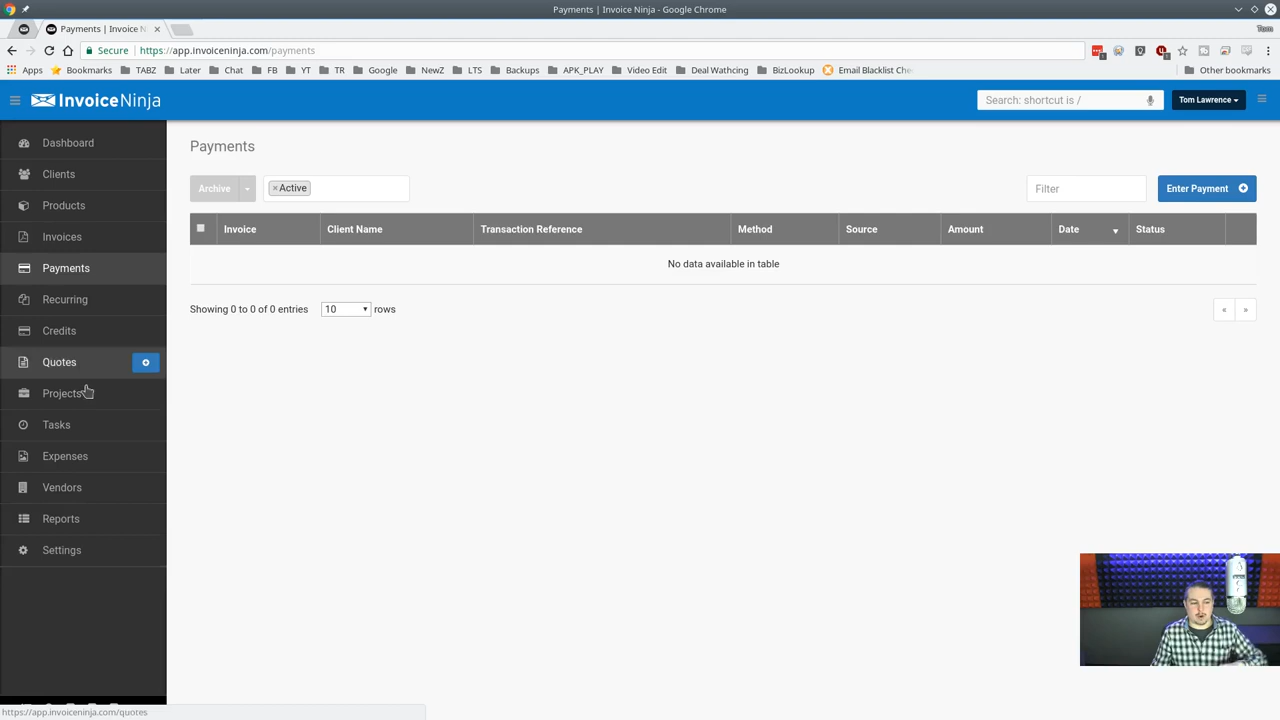 Payments | Invoice Ninja - Google Chrome
Payments | Invoice N
Tom
Secure https://app.invoiceninja.com/payments
Apps Bookmarks TABZ Later Chat FB YT TR Google NewZ LTS Backups APK_PLAY Video Edit Deal Wathcing BizLookup Email Blacklist Che Other bookmarks
InvoiceNinja
Search: shortcut is /
Tom Lawrence
Dashboard
Clients
Products
Invoices
Payments
Recurring
Credits
Quotes
Projects
Tasks
Expenses
Vendors
Reports
Settings
Payments
Archive
× Active
Filter
Enter Payment
Invoice Client Name Transaction Reference Method Source Amount Date Status
No data available in table
Showing 0 to 0 of 0 entries 10 rows
« »
https://app.invoiceninja.com/quotes